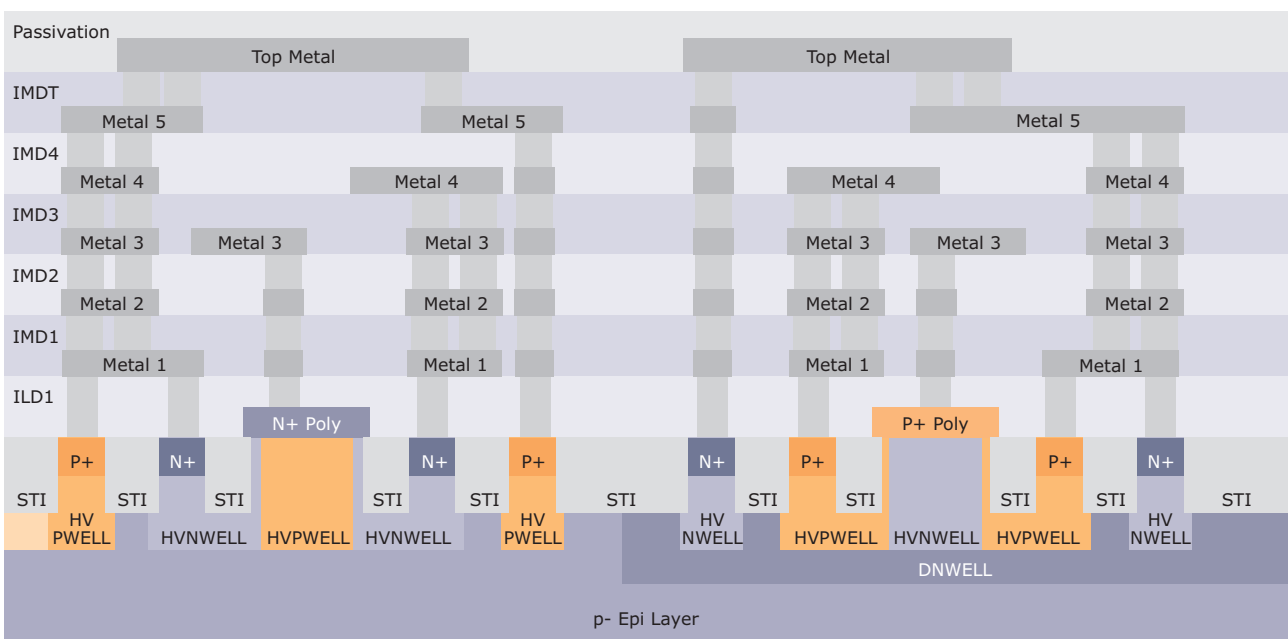 Passivation
Top Metal Top Metal
IMDT
Metal 5 Metal 5 Metal 5
IMD4
Metal 4 Metal 4 Metal 4 Metal 4
IMD3
Metal 3 Metal 3 Metal 3 Metal 3 Metal 3 Metal 3
IMD2
Metal 2 Metal 2 Metal 2 Metal 2
IMD1
Metal 1 Metal 1 Metal 1 Metal 1
ILD1
N+ Poly P+ Poly
P+ N+ N+ P+ N+ P+ P+ N+
STI STI STI STI STI STI STI STI STI STI STI
HV HV HV HV
PWELL HVNWELL HVPWELL HVNWELL PWELL NWELL HVPWELL HVNWELL HVPWELL NWELL
DNWELL
p- Epi Layer